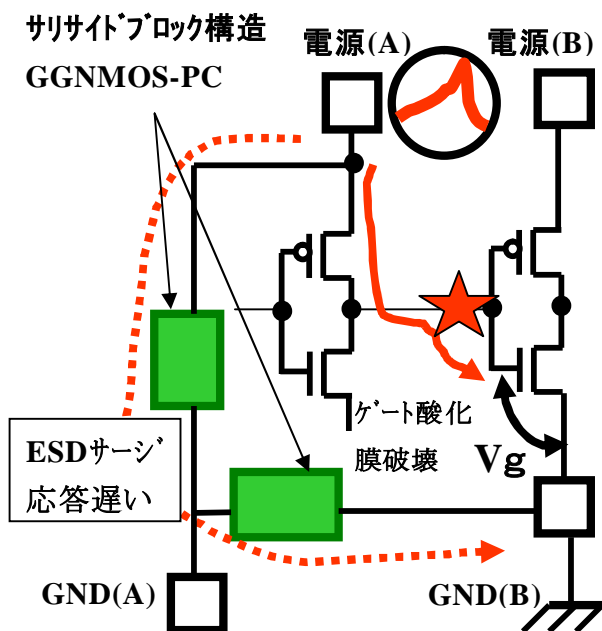 サリサイドブロック構造
GGNMOS-PC
電源(A)
電源(B)
ゲート酸化
膜破壊
Vg
ESDサージ
応答遅い
GND(A)
GND(B)